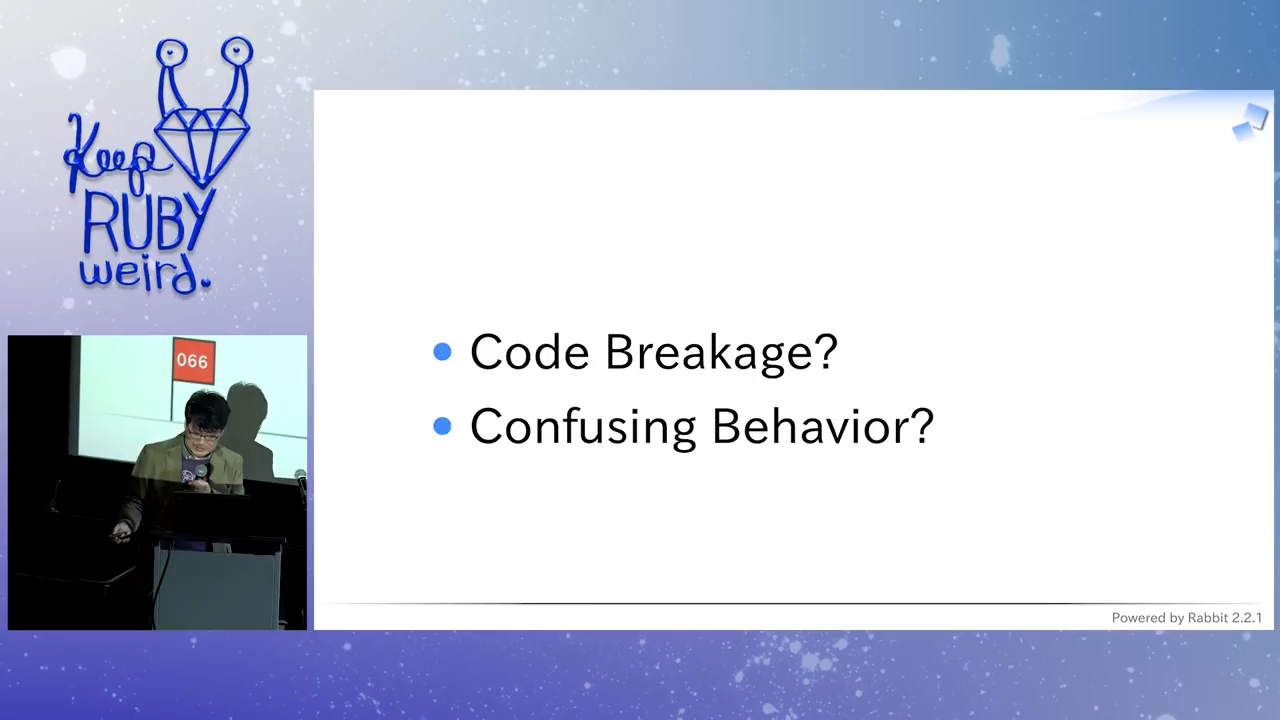 Keep
RUBY
weird.
066
Code Breakage?
Confusing Behavior?
Powered by Rabbit 2.2.1